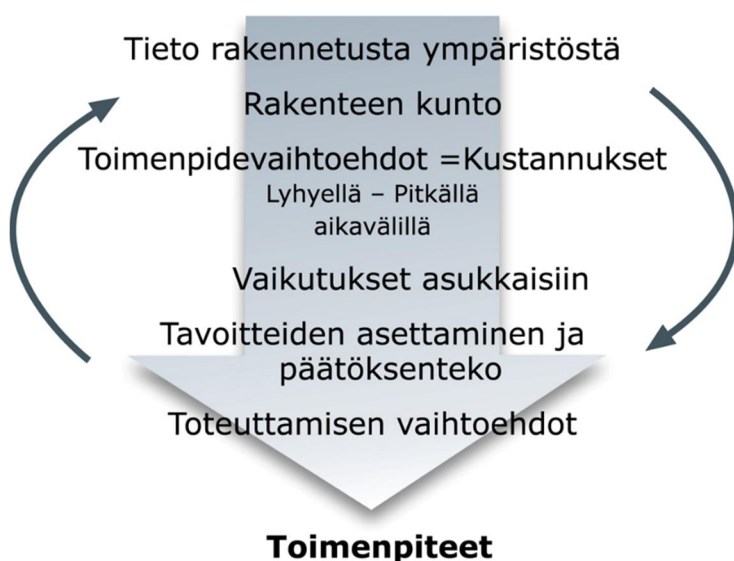 Tieto rakennetusta ympäristöstä
Rakenteen kunto
Toimenpidevaihtoehdot =Kustannukset
Lyhyellä – Pitkällä
aikavälillä
Vaikutukset asukkaisiin
Tavoitteiden asettaminen ja
päätöksenteko
Toteuttamisen vaihtoehdot
Toimenpiteet